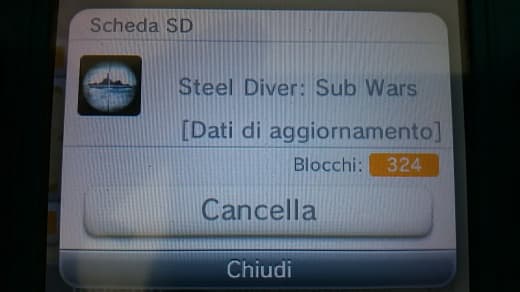 Scheda SD
Steel Diver: Sub Wars
[Dati di aggiornamento]
Blocchi: 324
Cancella
Chiudi